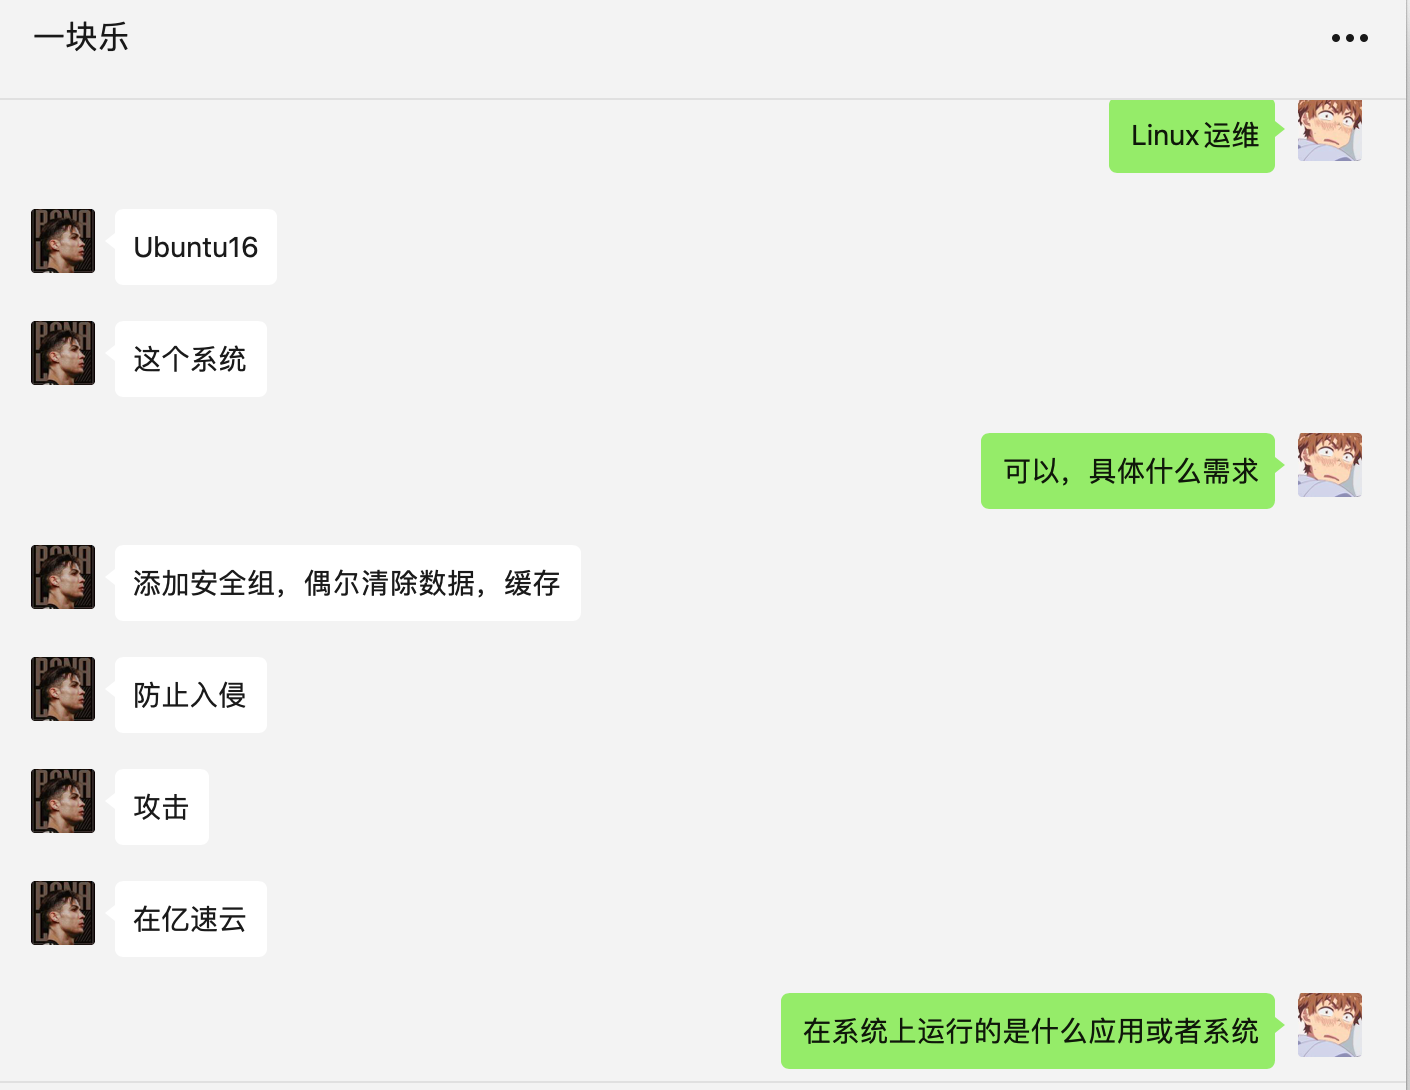 一块乐
Linux运维
Ubuntu16
这个系统
可以，具体什么需求
添加安全组，偶尔清除数据，缓存
防止入侵
攻击
在亿速云
在系统上运行的是什么应用或者系统